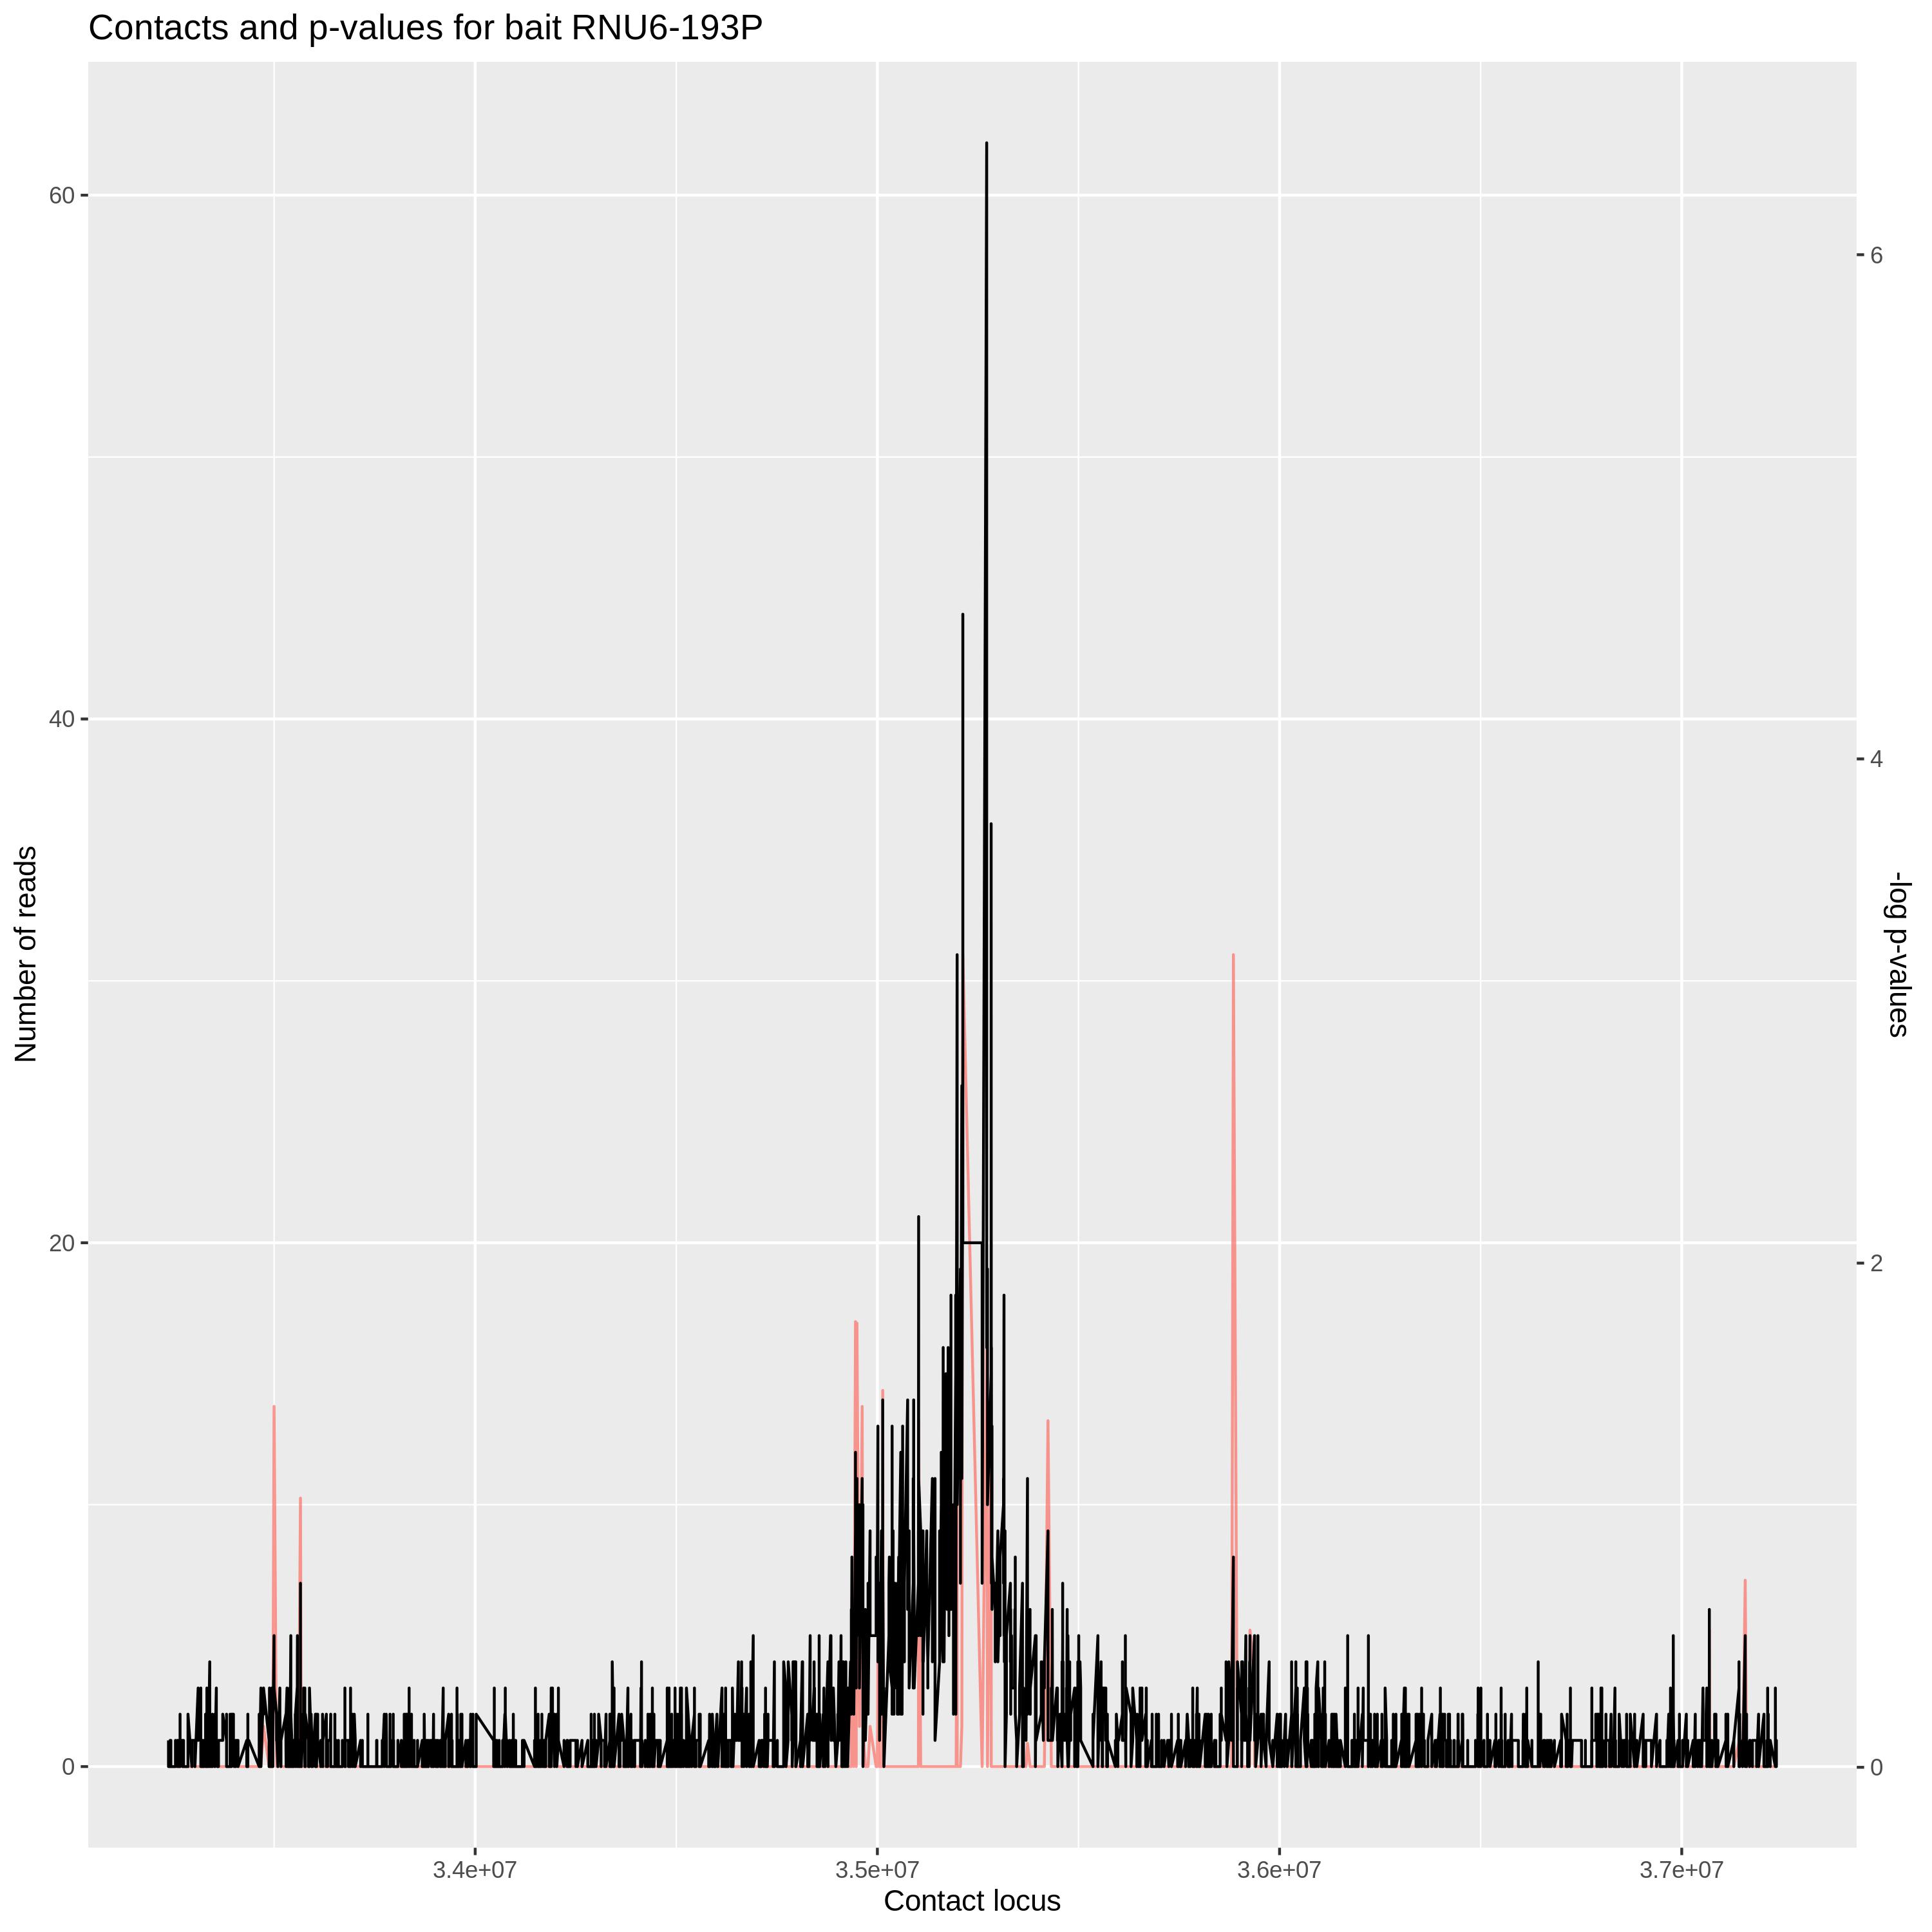 Contacts and p-values for bait RNU6-193P
60
40
20
0
Number of reads
6
4
2
0
-log p-values
3.4e+07
3.5e+07
3.6e+07
3.7e+07
Contact locus